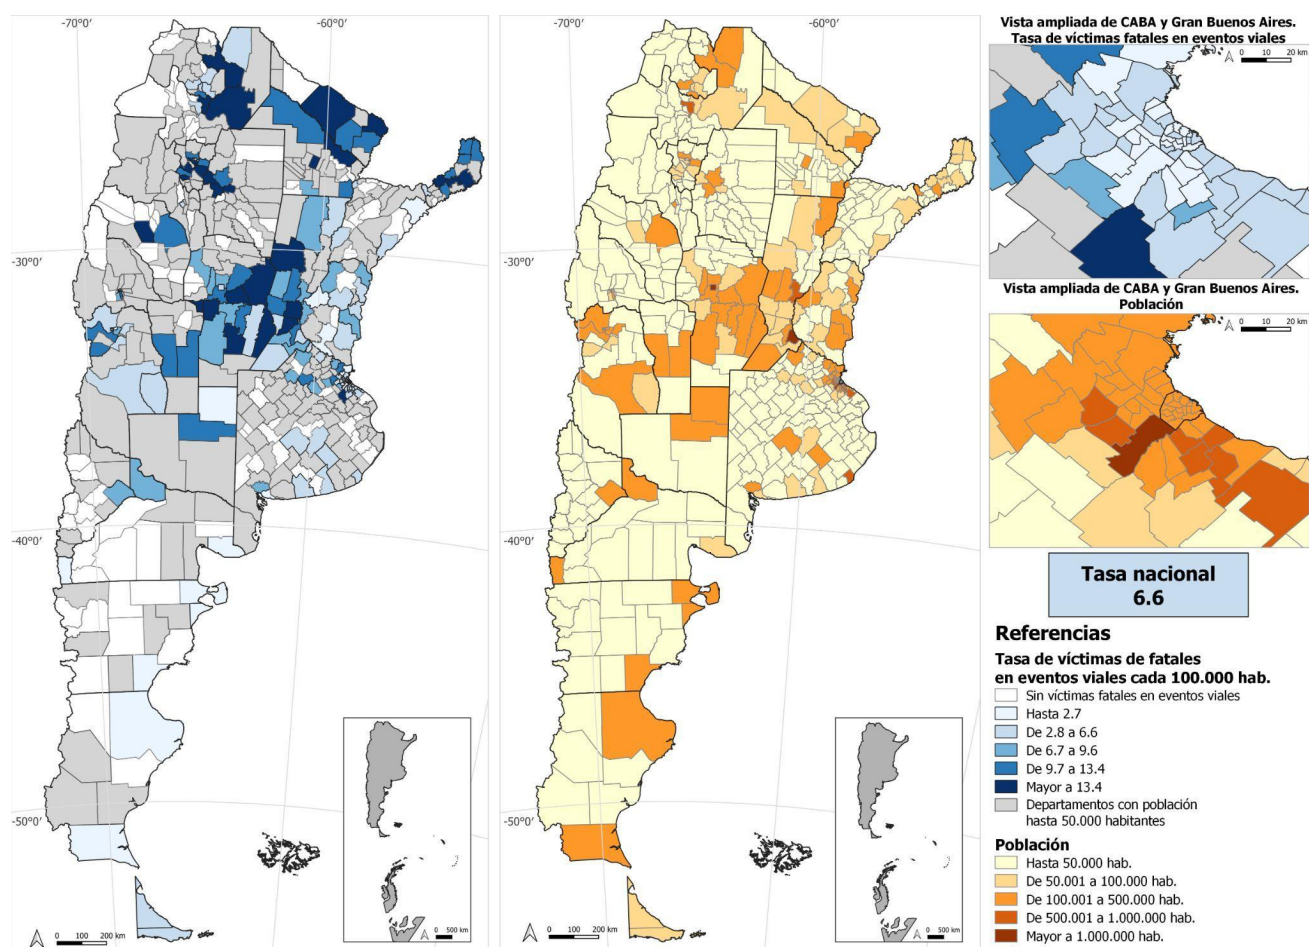 -70°0′
-60°0′
-30°0′
-40°0′
-50°0′
0 100 200 km
0 500 km
-70°0′
-60°0′
0 100 200 km
0 500 km
Vista ampliada de CABA y Gran Buenos Aires.
Tasa de víctimas fatales en eventos viales
0 10 20 km
Vista ampliada de CABA y Gran Buenos Aires.
Población
0 10 20 km
Tasa nacional
6.6
Referencias
Tasa de víctimas de fatales
en eventos viales cada 100.000 hab.
Sin víctimas fatales en eventos viales
Hasta 2.7
De 2.8 a 6.6
De 6.7 a 9.6
De 9.7 a 13.4
Mayor a 13.4
Departamentos con población
hasta 50.000 habitantes
Población
Hasta 50.000 hab.
De 50.001 a 100.000 hab.
De 100.001 a 500.000 hab.
De 500.001 a 1.000.000 hab.
Mayor a 1.000.000 hab.